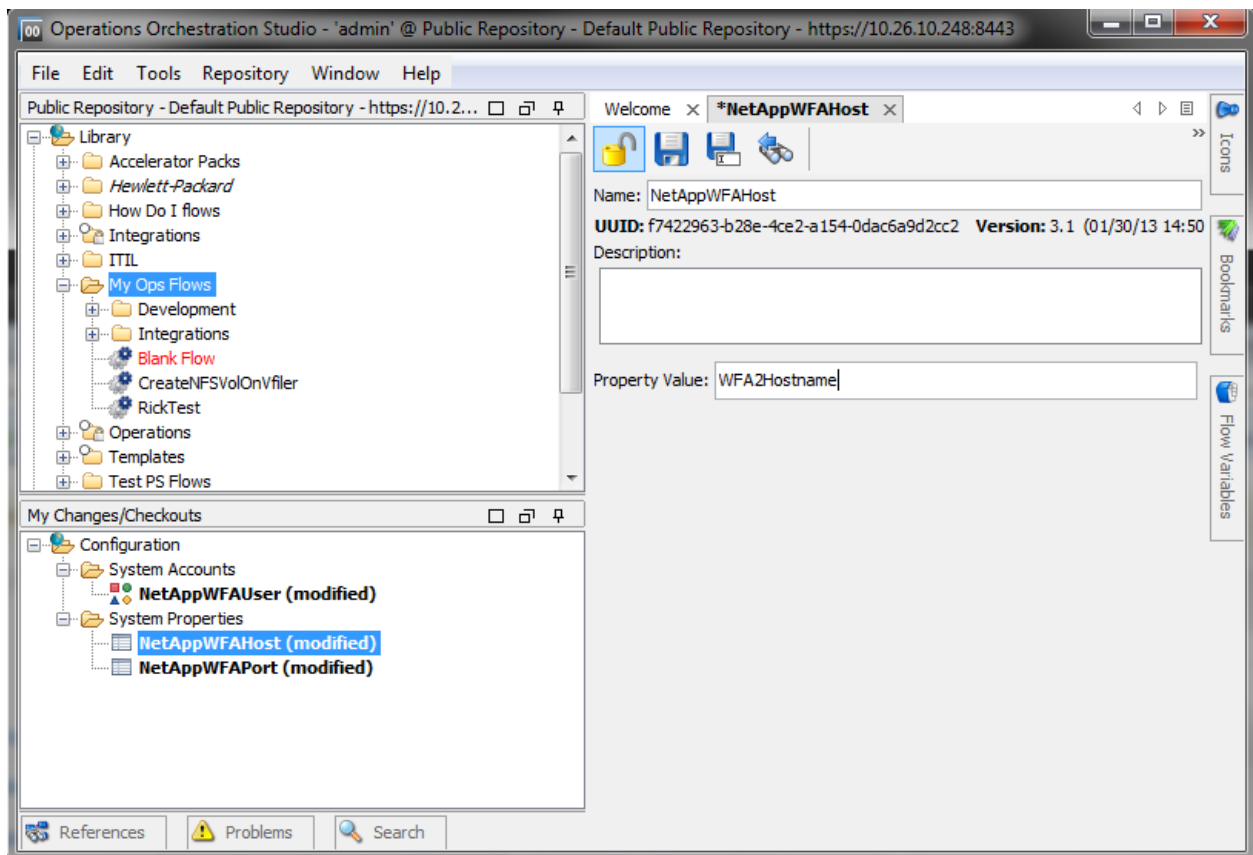 Operations Orchestration Studio - 'admin' @ Public Repository - Default Public Repository - https://10.26.10.248:8443
File Edit Tools Repository Window Help
Public Repository - Default Public Repository - https://10.2...
Library
Accelerator Packs
Hewlett-Packard
How Do I flows
Integrations
ITIL
My Ops Flows
Development
Integrations
Blank Flow
CreateNFSVolOnVfiler
RickTest
Operations
Templates
Test PS Flows
My Changes/Checkouts
Configuration
System Accounts
NetAppWFAUser (modified)
System Properties
NetAppWFAHost (modified)
NetAppWFAPort (modified)
References Problems Search
Welcome *NetAppWFAHost
Name: NetAppWFAHost
UUID: f7422963-b28e-4ce2-a154-0dac6a9d2cc2 Version: 3.1 (01/30/13 14:50
Description:
Property Value: WFA2Hostname
Icons
Bookmarks
Flow Variables